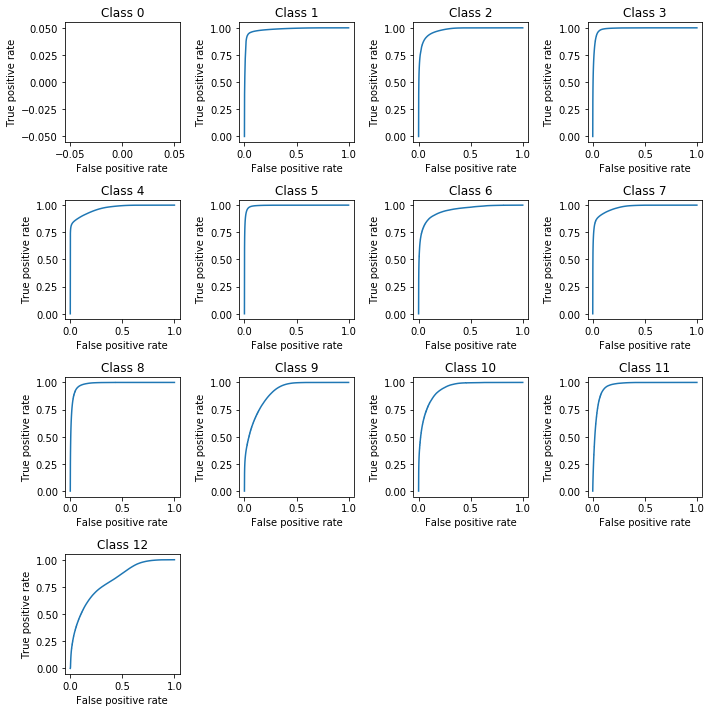 Class 0
True positive rate
0.050
0.025
0.000
−0.025
−0.050
−0.05 0.00 0.05
False positive rate
Class 1
True positive rate
1.00
0.75
0.50
0.25
0.00
0.0 0.5 1.0
False positive rate
Class 2
True positive rate
1.00
0.75
0.50
0.25
0.00
0.0 0.5 1.0
False positive rate
Class 3
True positive rate
1.00
0.75
0.50
0.25
0.00
0.0 0.5 1.0
False positive rate
Class 4
True positive rate
1.00
0.75
0.50
0.25
0.00
0.0 0.5 1.0
False positive rate
Class 5
True positive rate
1.00
0.75
0.50
0.25
0.00
0.0 0.5 1.0
False positive rate
Class 6
True positive rate
1.00
0.75
0.50
0.25
0.00
0.0 0.5 1.0
False positive rate
Class 7
True positive rate
1.00
0.75
0.50
0.25
0.00
0.0 0.5 1.0
False positive rate
Class 8
True positive rate
1.00
0.75
0.50
0.25
0.00
0.0 0.5 1.0
False positive rate
Class 9
True positive rate
1.00
0.75
0.50
0.25
0.00
0.0 0.5 1.0
False positive rate
Class 10
True positive rate
1.00
0.75
0.50
0.25
0.00
0.0 0.5 1.0
False positive rate
Class 11
True positive rate
1.00
0.75
0.50
0.25
0.00
0.0 0.5 1.0
False positive rate
Class 12
True positive rate
1.00
0.75
0.50
0.25
0.00
0.0 0.5 1.0
False positive rate